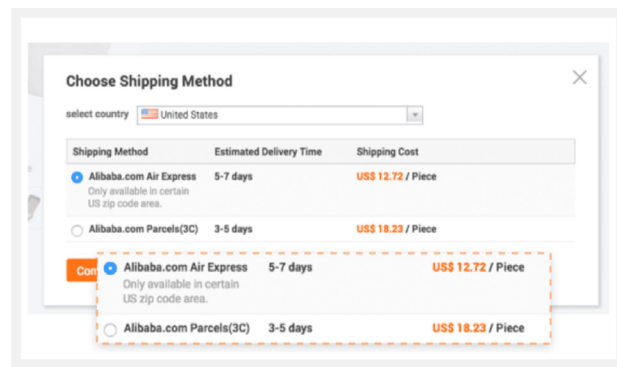 Choose Shipping Method
select country United States
Shipping Method Estimated Delivery Time Shipping Cost
Alibaba.com Air Express 5-7 days US$ 12.72 / Piece
Only available in certain
US zip code area.
Alibaba.com Parcels(3C) 3-5 days US$ 18.23 / Piece
Con
Alibaba.com Air Express 5-7 days US$ 12.72 / Piece
Only available in certain
US zip code area.
Alibaba.com Parcels(3C) 3-5 days US$ 18.23 / Piece